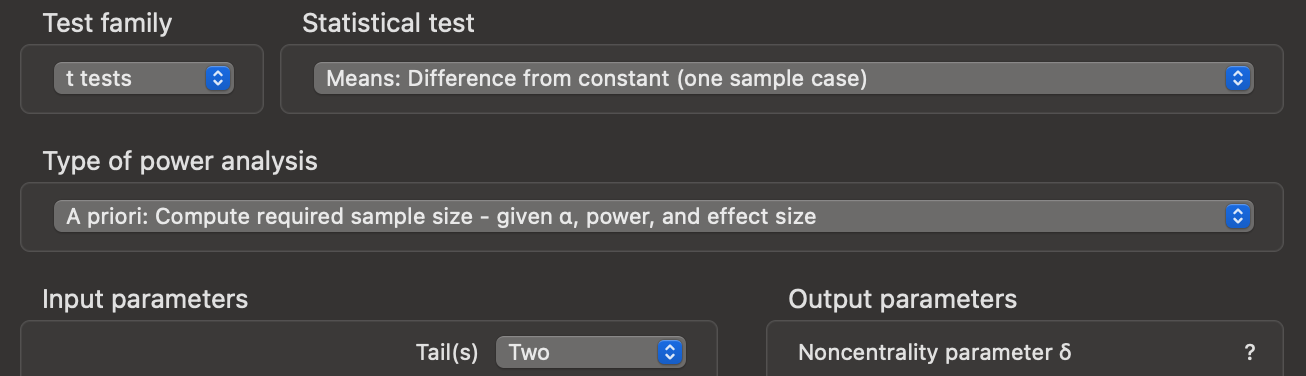 Test family
Statistical test
t tests
Means: Difference from constant (one sample case)
Type of power analysis
A priori: Compute required sample size - given α, power, and effect size
Input parameters
Output parameters
Tail(s) Two
Noncentrality parameter δ ?